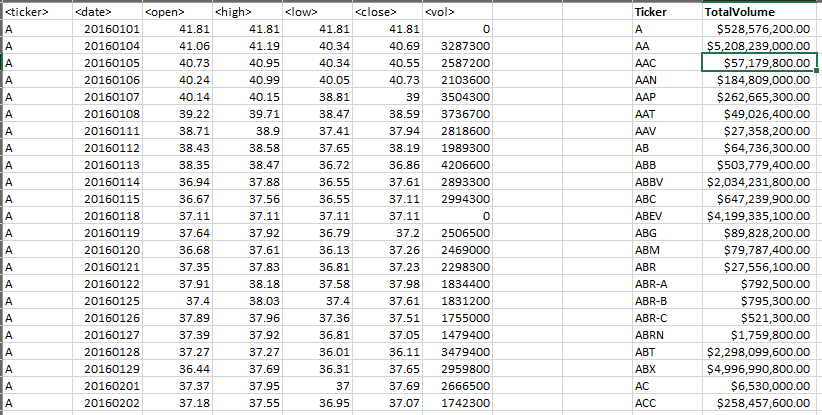 <ticker> <date> <open> <high> <low> <close> <vol> Ticker TotalVolume
A 20160101 41.81 41.81 41.81 41.81 0 A $528,576,200.00
A 20160104 41.06 41.19 40.34 40.69 3287300 AA $5,208,239,000.00
A 20160105 40.73 40.95 40.34 40.55 2587200 AAC $57,179,800.00
A 20160106 40.24 40.99 40.05 40.73 2103600 AAN $184,809,000.00
A 20160107 40.14 40.15 38.81 39 3504300 AAP $262,665,300.00
A 20160108 39.22 39.71 38.47 38.59 3736700 AAT $49,026,400.00
A 20160111 38.71 38.9 37.41 37.94 2818600 AAV $27,358,200.00
A 20160112 38.43 38.58 37.65 38.19 1989300 AB $64,736,300.00
A 20160113 38.35 38.47 36.72 36.86 4206600 ABB $503,779,400.00
A 20160114 36.94 37.88 36.55 37.61 2893300 ABBV $2,034,231,800.00
A 20160115 36.67 37.56 36.55 37.11 2994300 ABC $647,239,900.00
A 20160118 37.11 37.11 37.11 37.11 0 ABEV $4,199,335,100.00
A 20160119 37.64 37.92 36.79 37.2 2506500 ABG $89,828,200.00
A 20160120 36.68 37.61 36.13 37.26 2469000 ABM $79,787,400.00
A 20160121 37.35 37.83 36.81 37.23 2298300 ABR $27,556,100.00
A 20160122 37.91 38.18 37.58 37.98 1834400 ABR-A $792,500.00
A 20160125 37.4 38.03 37.4 37.61 1831200 ABR-B $795,300.00
A 20160126 37.89 37.96 37.36 37.51 1755000 ABR-C $521,300.00
A 20160127 37.39 37.92 36.81 37.05 1479400 ABRN $1,759,800.00
A 20160128 37.27 37.27 36.01 36.11 3479400 ABT $2,298,099,600.00
A 20160129 36.44 37.69 36.31 37.65 2959800 ABX $4,996,990,800.00
A 20160201 37.37 37.95 37 37.69 2666500 AC $6,530,000.00
A 20160202 37.18 37.55 36.95 37.07 1742300 ACC $258,457,600.00